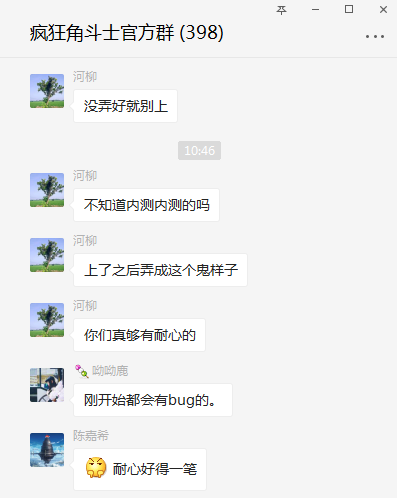 疯狂角斗士官方群 (398)
河柳
没弄好就别上
10:46
河柳
不知道内测内测的吗
河柳
上了之后弄成这个鬼样子
河柳
你们真够有耐心的
呦呦鹿
刚开始都会有bug的。
陈嘉希
耐心好得一笔